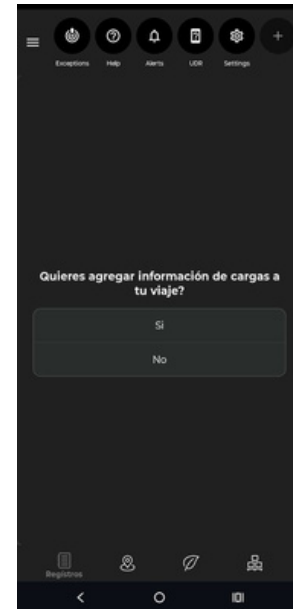 Exceptions
Help
Alerts
UDR
Settings
Quieres agregar información de cargas a
tu viaje?
Si
No
Registros